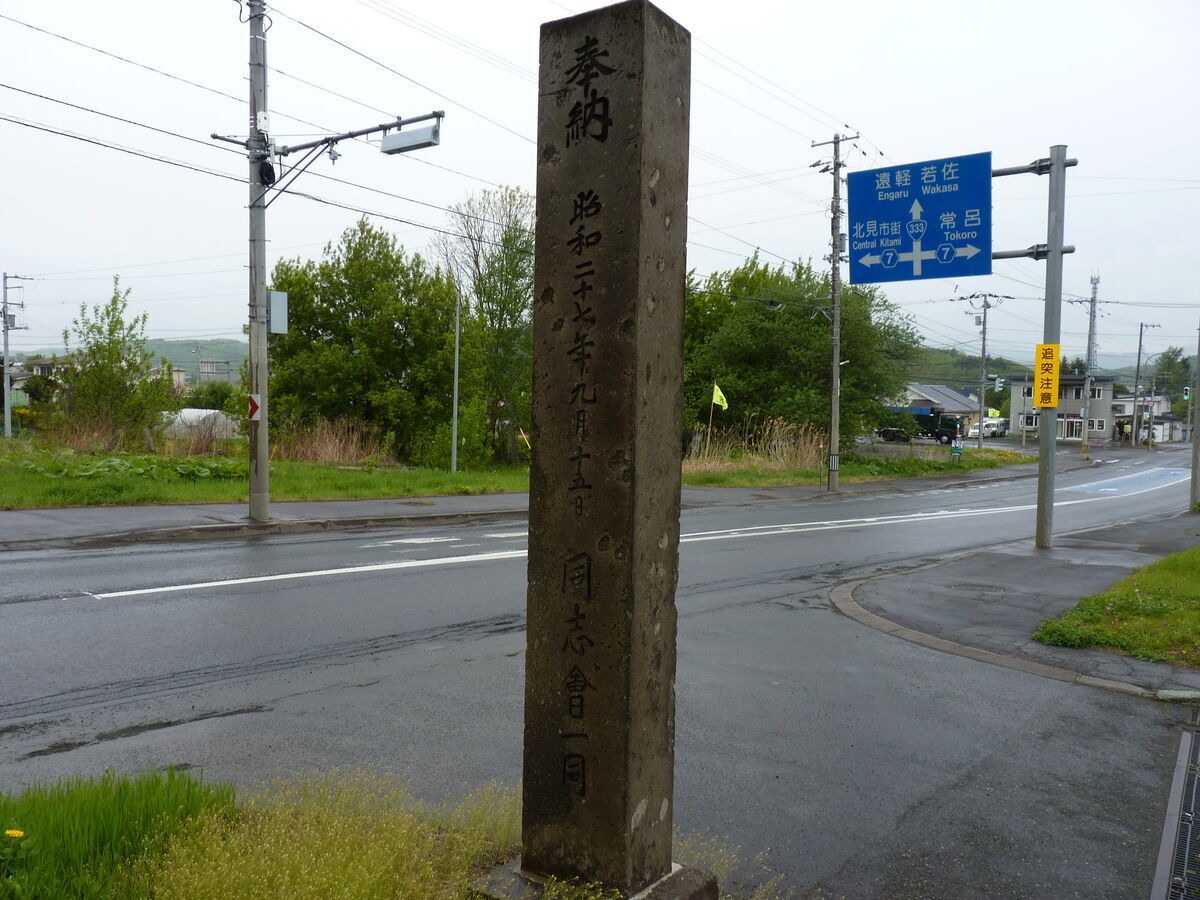 奉納 昭和二十七年九月十五日 同志會一同
遠軽 若佐
Engaru Wakasa
北見市街 333 常呂
Central Kitami Tokoro
7 7
追突注意